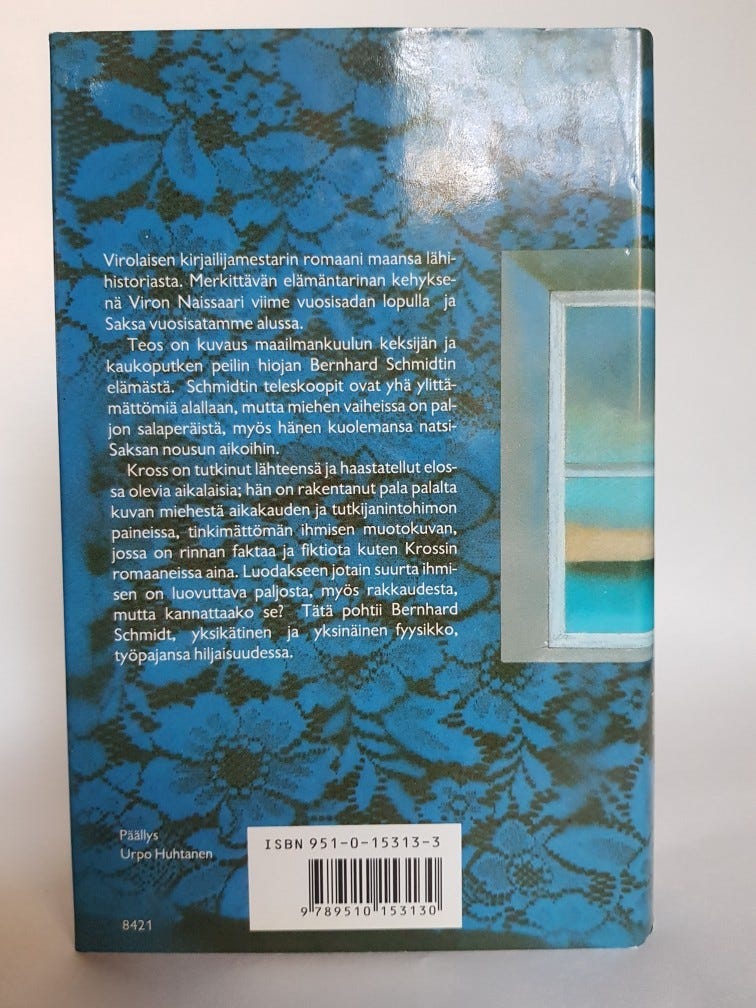 Virolaisen kirjailijamestarin romaani maansa lähi-
historiasta. Merkittävän elämäntarinan kehykse-
nä Viron Naissaari viime vuosisadan lopulla ja
Saksa vuosisatamme alussa.
Teos on kuvaus maailmankuulun keksijän ja
kaukoputken peilin hiojan Bernhard Schmidtin
elämästä. Schmidtin teleskoopit ovat yhä ylittä-
mättömiä alallaan, mutta miehen vaiheissa on pal-
jon salaperäistä, myös hänen kuolemansa natsi-
Saksan nousun aikoihin.
Kross on tutkinut lähteensä ja haastatellut elos-
sa olevia aikalaisia; hän on rakentanut pala palalta
kuvan miehestä aikakauden ja tutkijanintohimon
paineissa, tinkimättömän ihmisen muotokuvan,
jossa on rinnan faktaa ja fiktiota kuten Krossin
romaaneissa aina. Luodakseen jotain suurta ihmi-
sen on luovuttava paljosta, myös rakkaudesta,
mutta kannattaako se? Tätä pohtii Bernhard
Schmidt, yksikätinen ja yksinäinen fyysikko,
työpajansa hiljaisuudessa.
Päällys
Urpo Huhtanen
ISBN 951-0-15313-3
9 789510 153130
8421